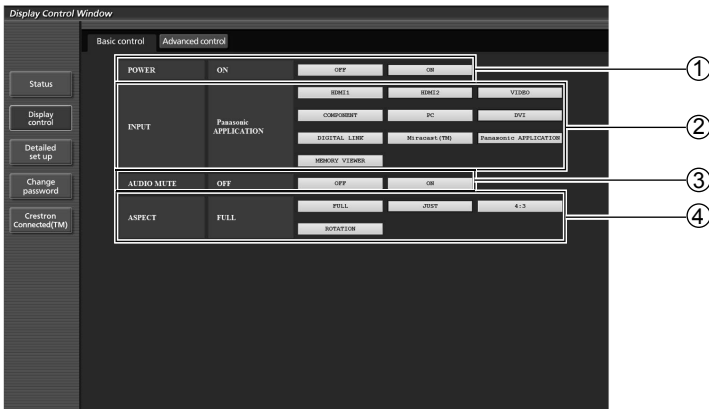 Display Control Window
Basic control Advanced control
Status
Display
control
Detailed
set up
Change
password
Crestron
Connected(TM)
POWER ON OFF ON
INPUT Panasonic
APPLICATION
HDMI1 HDMI2 VIDEO
COMPONENT PC DVI
DIGITAL LINK Miracast(TM) Panasonic APPLICATION
MEMORY VIEWER
AUDIO MUTE OFF OFF ON
ASPECT FULL
FULL JUST 4:3
ROTATION
①
②
③
④